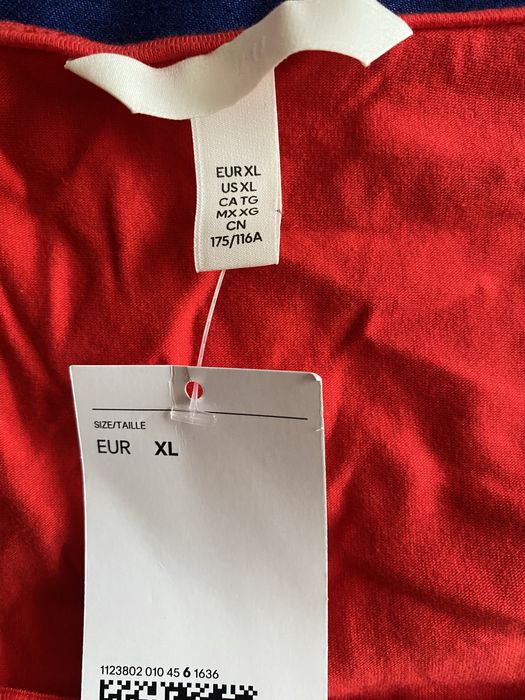 EUR XL
US XL
CA TG
MX XG
CN
175/116A
SIZE/TAILLE
EUR XL
1123802 010 45 6 1636